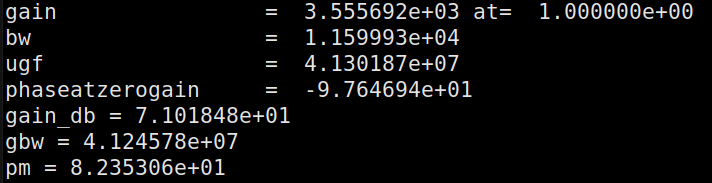 gain                =  3.555692e+03 at=  1.000000e+00
bw                  =  1.159993e+04
ugf                 =  4.130187e+07
phaseatzerogain     =  -9.764694e+01
gain_db = 7.101848e+01
gbw = 4.124578e+07
pm = 8.235306e+01